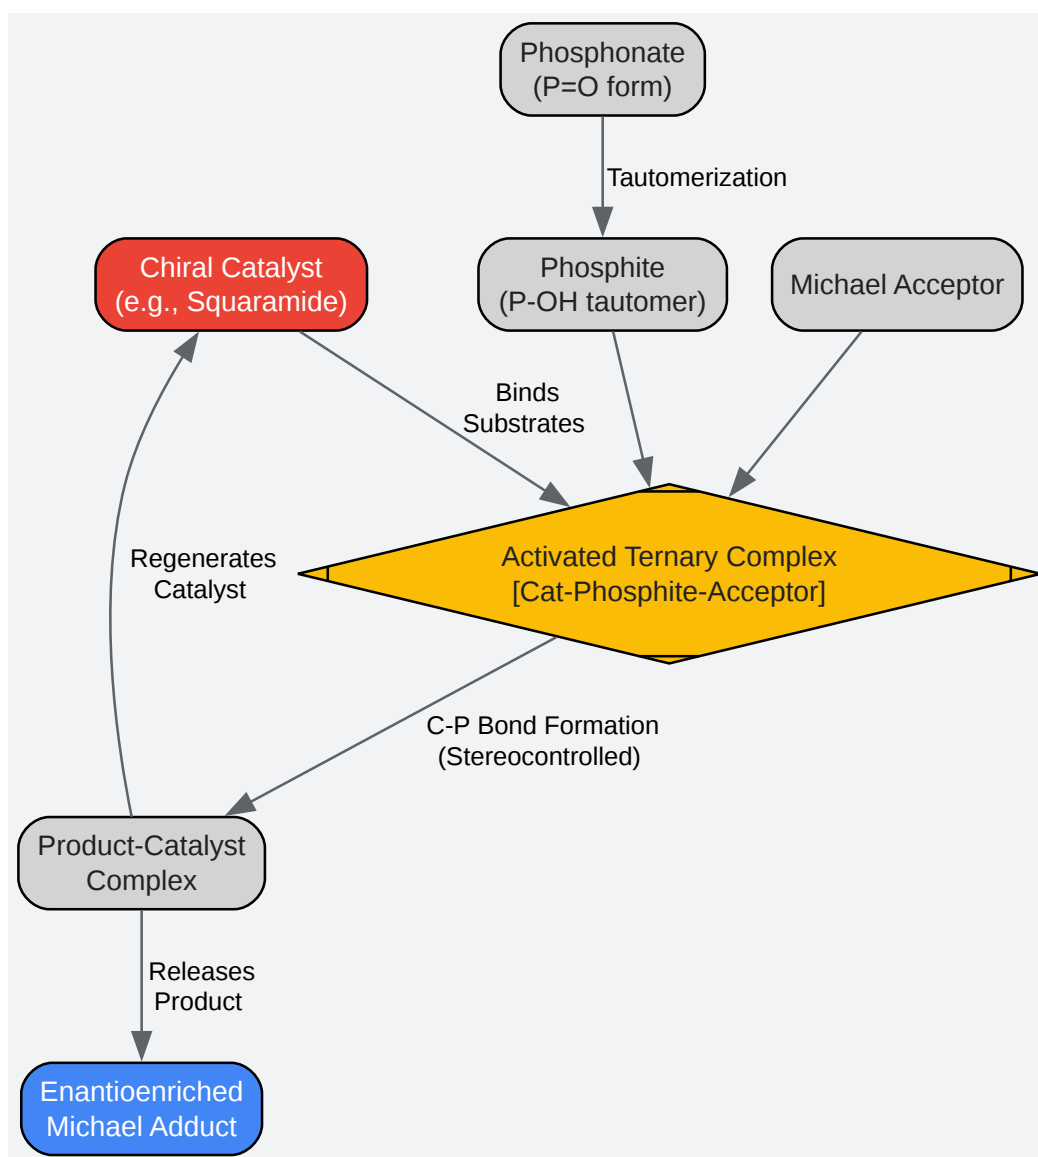 Phosphonate
(P=O form)
Tautomerization
Chiral Catalyst
(e.g., Squaramide)
Phosphite
(P-OH tautomer)
Michael Acceptor
Binds
Substrates
Regenerates
Catalyst
Activated Ternary Complex
[Cat-Phosphite-Acceptor]
C-P Bond Formation
(Stereocontrolled)
Product-Catalyst
Complex
Releases
Product
Enantioenriched
Michael Adduct